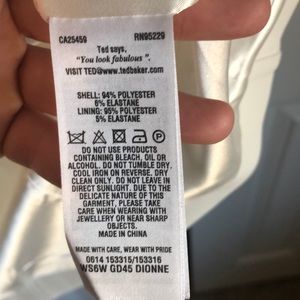 CA25459 RN95229
Ted says,
"You look fabulous".
VISIT TED@www.tedbaker.com
SHELL: 94% POLYESTER
6% ELASTANE
LINING: 95% POLYESTER
5% ELASTANE
DO NOT USE PRODUCTS
CONTAINING BLEACH, OIL OR
ALCOHOL. DO NOT TUMBLE DRY.
COOL IRON ON REVERSE. DRY
CLEAN ONLY. DO NOT LEAVE IN
DIRECT SUNLIGHT. DUE TO THE
DELICATE NATURE OF THIS
GARMENT, PLEASE TAKE
CARE WHEN WEARING WITH
JEWELLERY OR NEAR SHARP
OBJECTS.
MADE IN CHINA
MADE WITH CARE, WEAR WITH PRIDE
0614 153315/153316
WS6W GD45 DIONNE